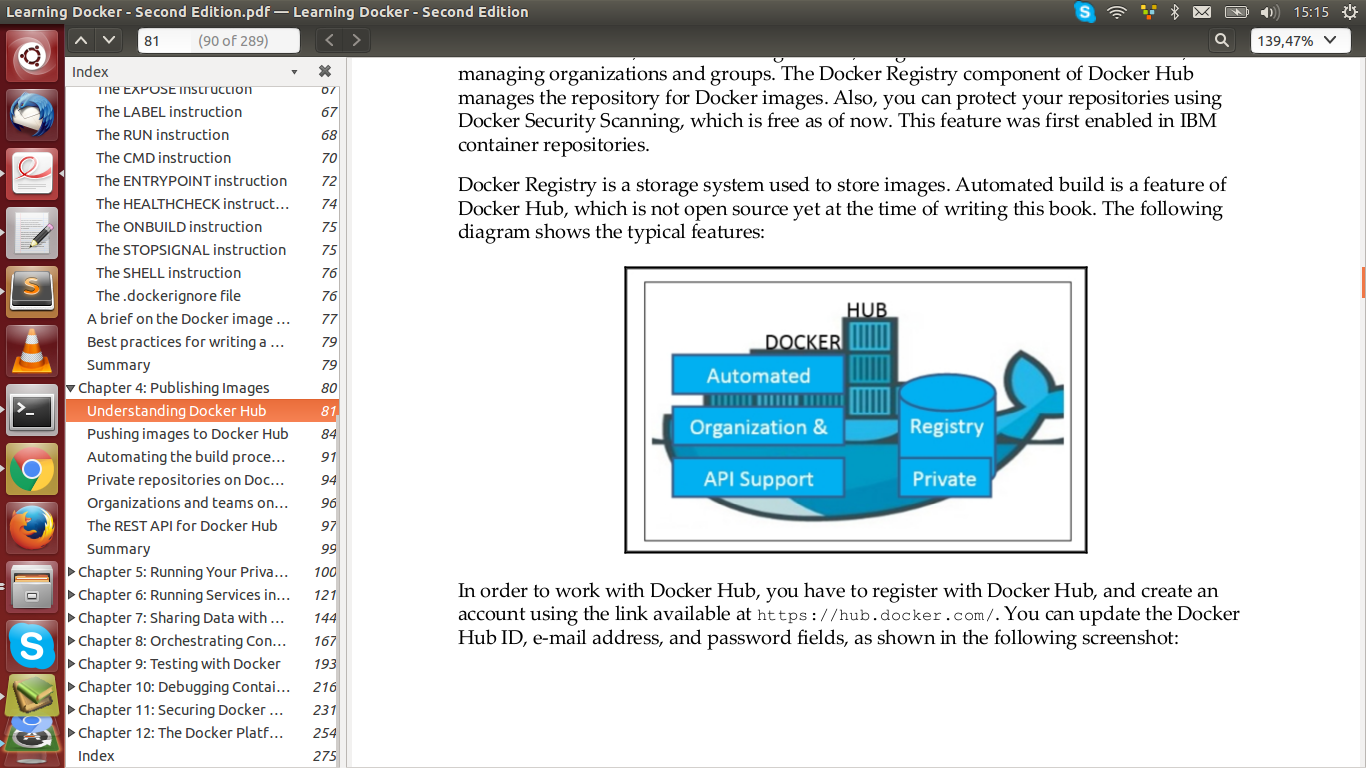 Learning Docker - Second Edition.pdf — Learning Docker - Second Edition
15:15
81 (90 of 289)
139,47%
Index
The EXPOSE instruction 67
The LABEL instruction 67
The RUN instruction 68
The CMD instruction 70
The ENTRYPOINT instruction 72
The HEALTHCHECK instruct... 74
The ONBUILD instruction 75
The STOPSIGNAL instruction 75
The SHELL instruction 76
The .dockerignore file 76
A brief on the Docker image ... 77
Best practices for writing a ... 79
Summary 79
Chapter 4: Publishing Images 80
Understanding Docker Hub 81
Pushing images to Docker Hub 84
Automating the build proce... 91
Private repositories on Doc... 94
Organizations and teams on... 96
The REST API for Docker Hub 97
Summary 99
Chapter 5: Running Your Priva... 100
Chapter 6: Running Services in... 121
Chapter 7: Sharing Data with ... 144
Chapter 8: Orchestrating Con... 167
Chapter 9: Testing with Docker 193
Chapter 10: Debugging Contai... 216
Chapter 11: Securing Docker ... 231
Chapter 12: The Docker Platf... 254
Index 275
managing organizations and groups. The Docker Registry component of Docker Hub
manages the repository for Docker images. Also, you can protect your repositories using
Docker Security Scanning, which is free as of now. This feature was first enabled in IBM
container repositories.
Docker Registry is a storage system used to store images. Automated build is a feature of
Docker Hub, which is not open source yet at the time of writing this book. The following
diagram shows the typical features:
HUB
DOCKER
Automated
Organization &
Registry
API Support
Private
In order to work with Docker Hub, you have to register with Docker Hub, and create an
account using the link available at https://hub.docker.com/. You can update the Docker
Hub ID, e-mail address, and password fields, as shown in the following screenshot: